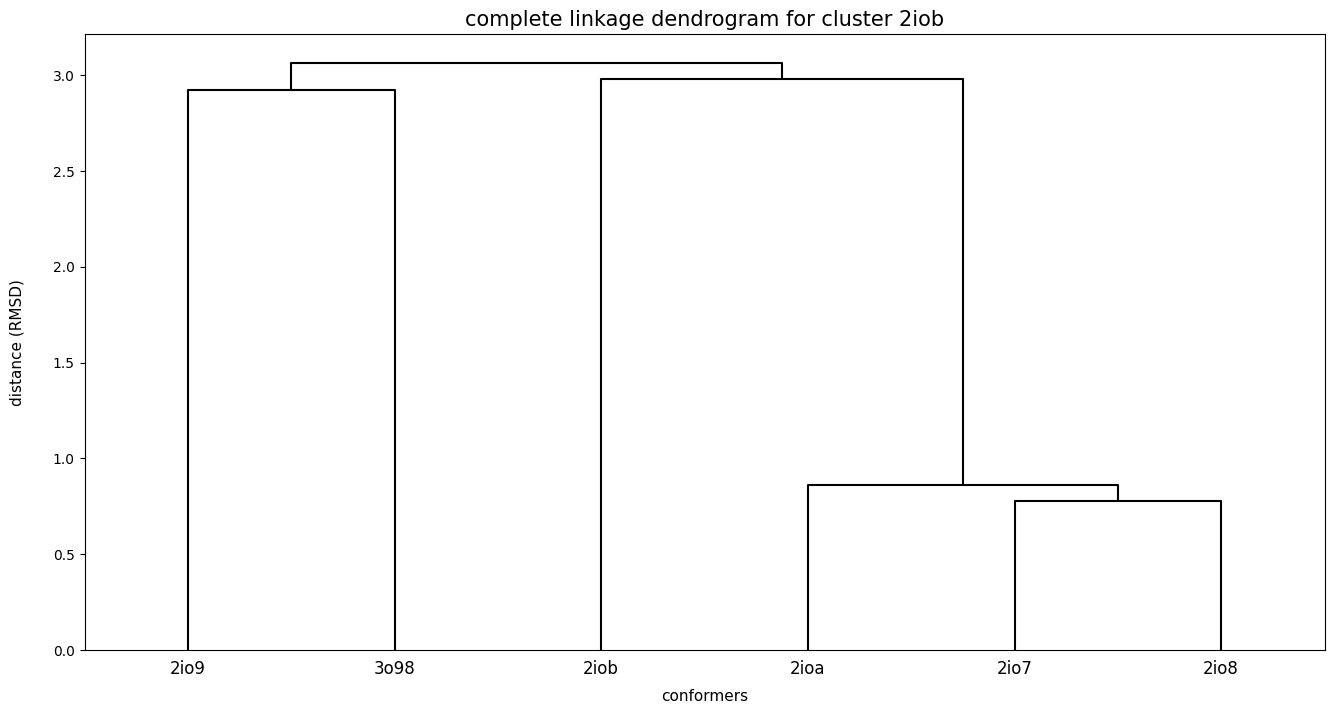 complete linkage dendrogram for cluster 2iob
3.0
2.5
2.0
1.5
1.0
0.5
0.0
distance (RMSD)
2io9 3o98 2iob 2ioa 2io7 2io8
conformers